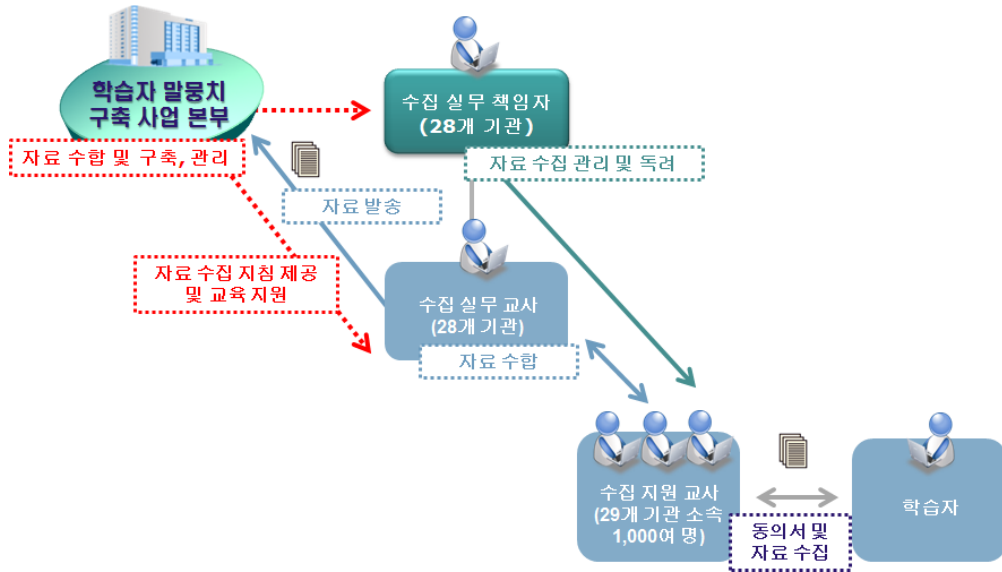 학습자 말뭉치
구축 사업 본부
자료 수합 및 구축, 관리
수집 실무 책임자
(28개 기관)
자료 수집 관리 및 독려
자료 발송
자료 수집 지침 제공
및 교육 지원
수집 실무 교사
(28개 기관)
자료 수합
수집 지원 교사
(29개 기관 소속
1,000여 명)
동의서 및
자료 수집
학습자